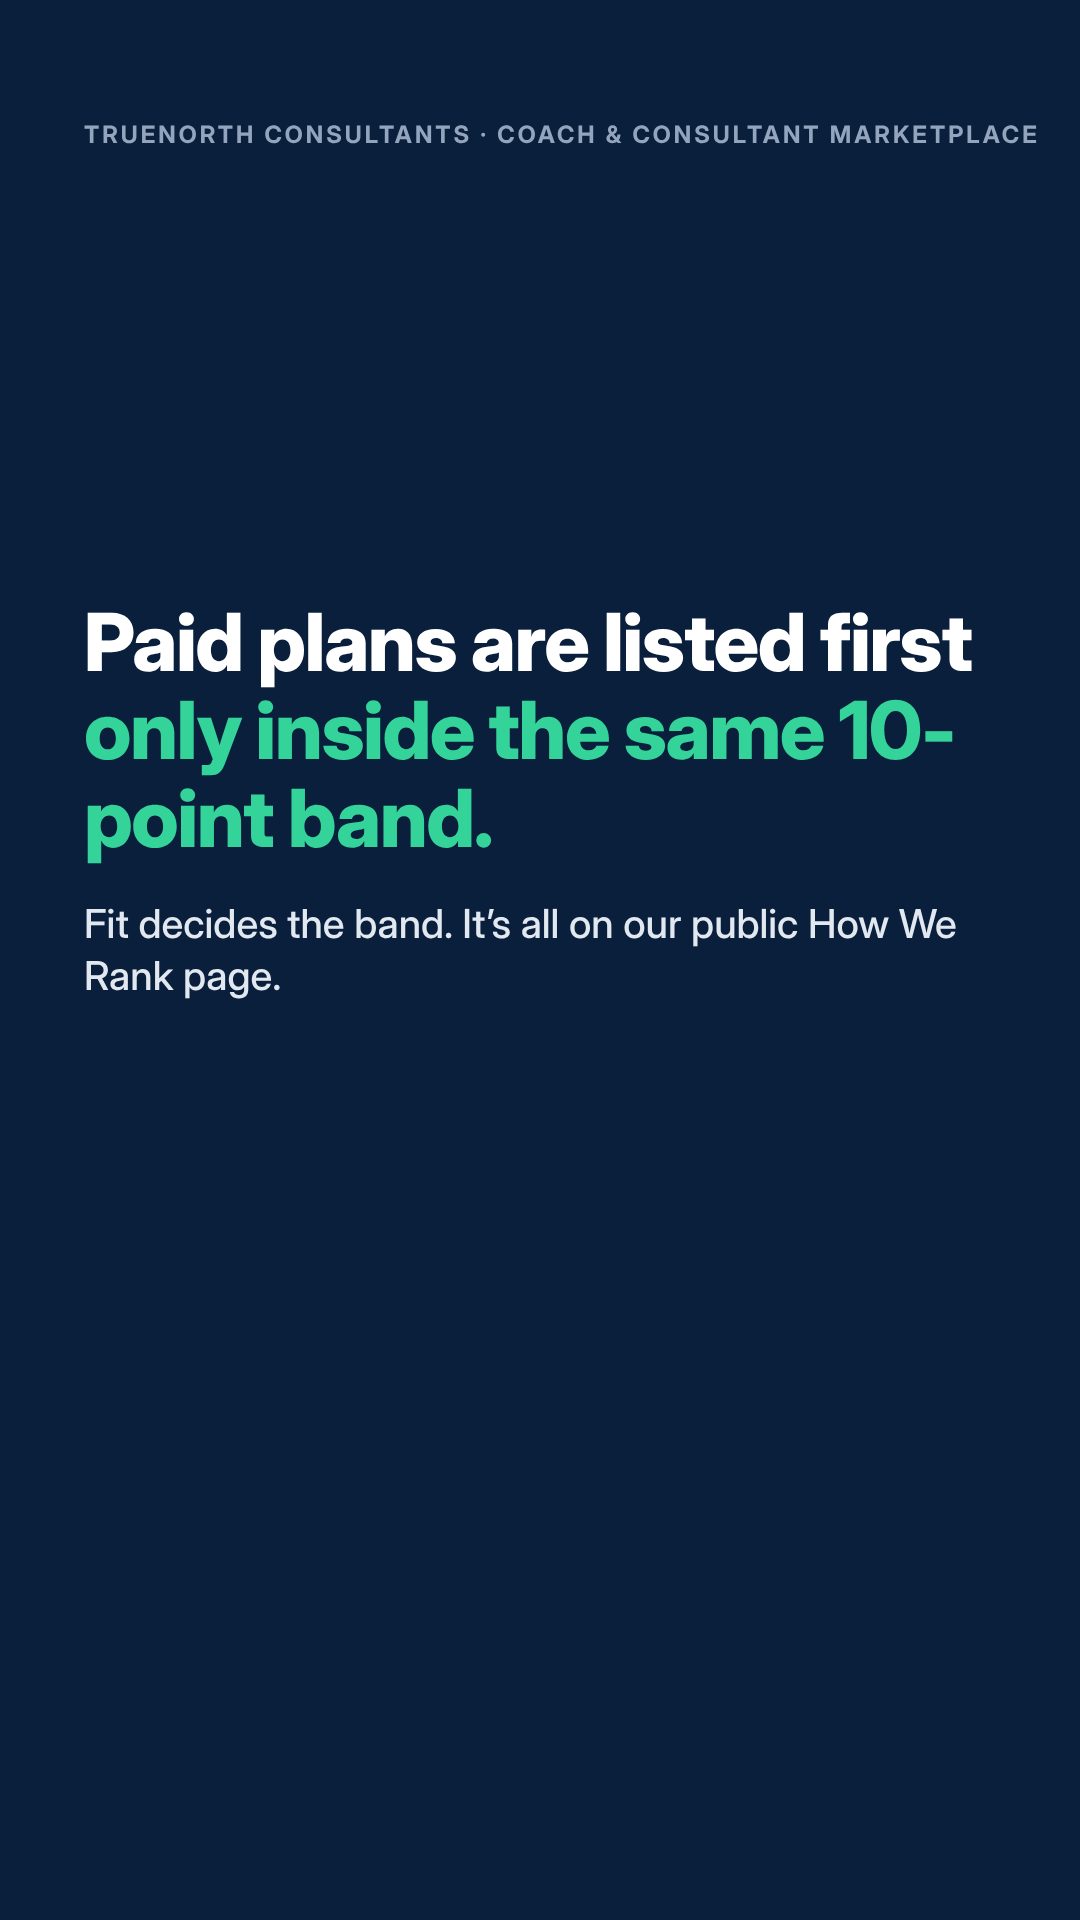 TRUENORTH CONSULTANTS · COACH & CONSULTANT MARKETPLACE
Paid plans are listed first
only inside the same 10-
point band.
Fit decides the band. It’s all on our public How We
Rank page.